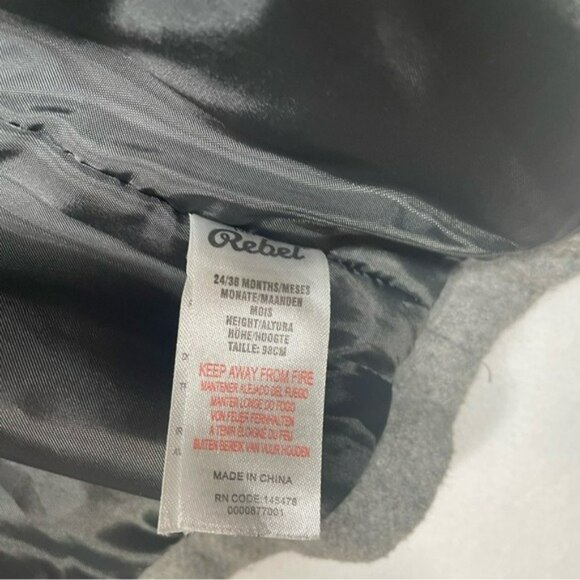 Rebel
24/36 MONTHS/MESES
MONATE/MAANDEN
MOIS
HEIGHT/ALTURA
HÖHE/HOOGTE
TAILLE: 98CM
KEEP AWAY FROM FIRE
MANTENER ALEJADO DEL FUEGO
MANTER LONGE DO FOGO
VON FEUER FERNHALTEN
A TENIR ELOIGNE DU FEU
BUITEN BEREIK VAN VUUR HOUDEN
MADE IN CHINA
RN CODE:145476
0000877001